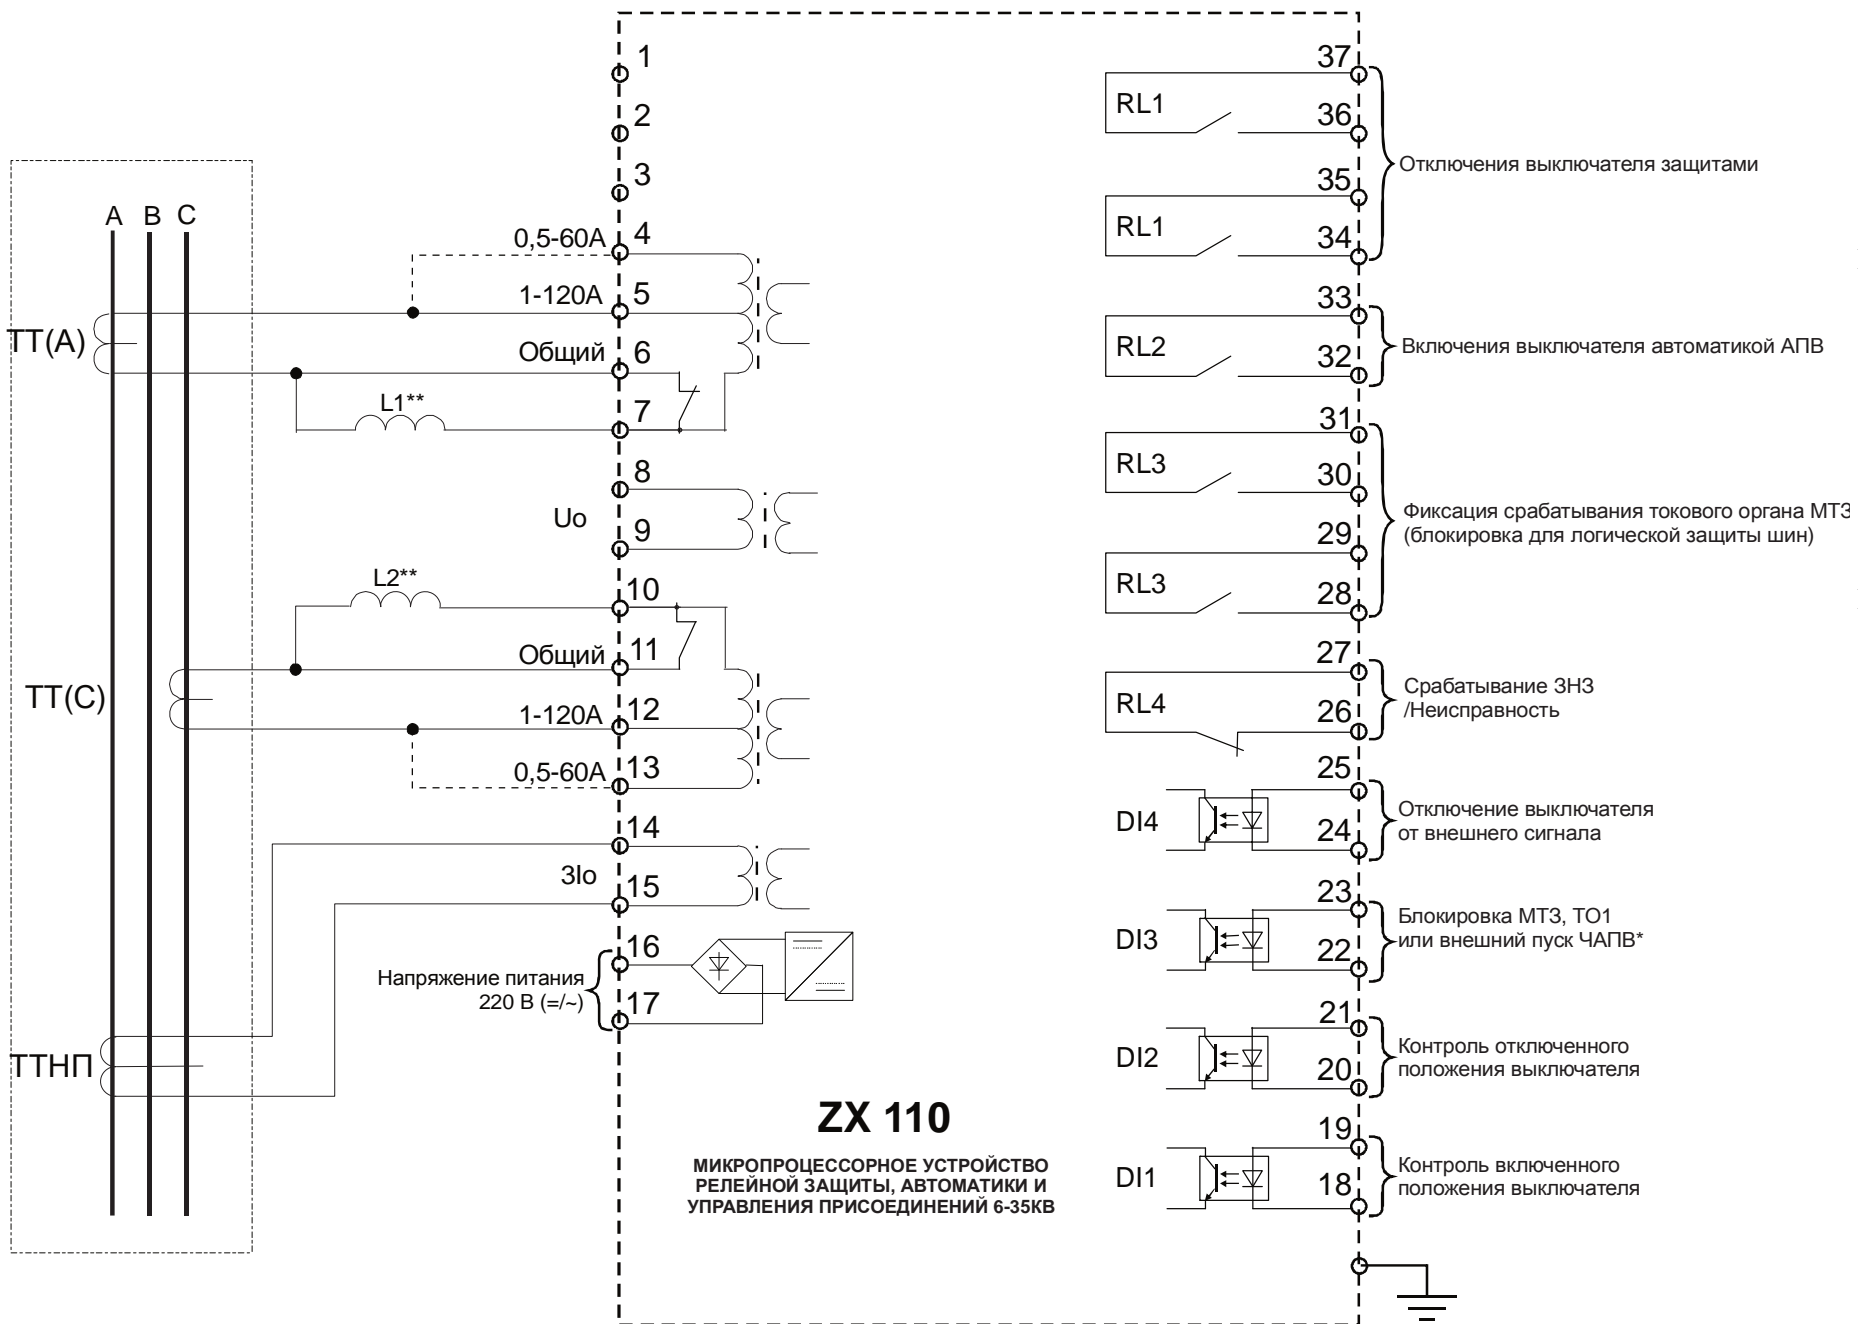 A B C
ТТ(А)
ТТ(С)
ТТНП
1
2
3
0,5-60А 4
1-120А 5
Общий 6
L1** 7
8
Uo
9
L2** 10
Общий 11
1-120А 12
0,5-60А 13
14
3Io
15
16
Напряжение питания
220 В (=/~)
17
ZX 110
МИКРОПРОЦЕССОРНОЕ УСТРОЙСТВО
РЕЛЕЙНОЙ ЗАЩИТЫ, АВТОМАТИКИ И
УПРАВЛЕНИЯ ПРИСОЕДИНЕНИЙ 6-35КВ
37
RL1
36
Отключения выключателя защитами
35
RL1
34
33
RL2
Включения выключателя автоматикой АПВ
32
31
RL3
30
Фиксация срабатывания токового органа МТЗ
(блокировка для логической защиты шин)
29
RL3
28
27
RL4
Срабатывание ЗНЗ
/Неисправность
26
25
DI4
Отключение выключателя
от внешнего сигнала
24
23
DI3
Блокировка МТЗ, ТО1
или внешний пуск ЧАПВ*
22
21
DI2
Контроль отключенного
положения выключателя
20
19
DI1
Контроль включенного
положения выключателя
18